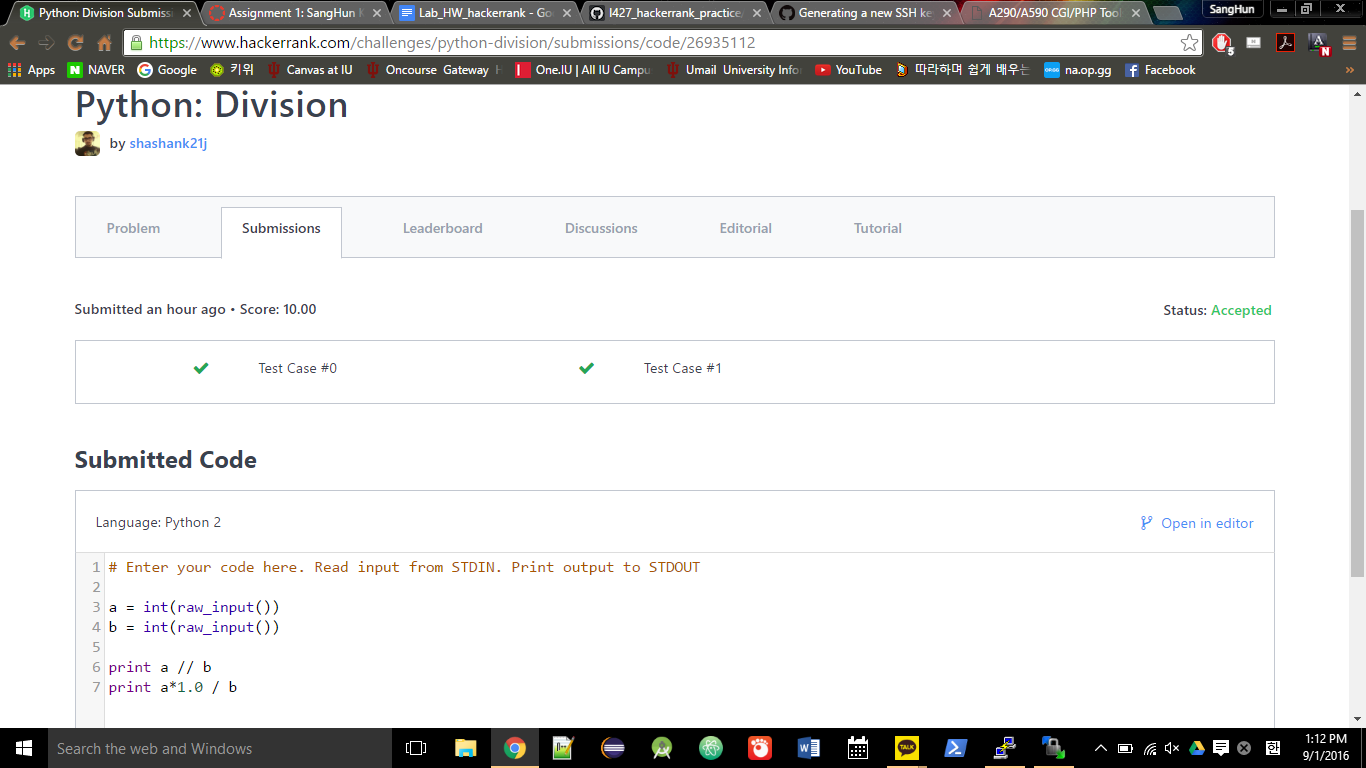 Python: Division Submiss
Assignment 1: SangHun K
Lab_HW_hackerrank - Go
I427_hackerrank_practice
Generating a new SSH ke
A290/A590 CGI/PHP Tool
SangHun
https://www.hackerrank.com/challenges/python-division/submissions/code/26935112
Apps
NAVER
Google
키위
Canvas at IU
Oncourse Gateway
One.IU | All IU Campu
Umail University Info
YouTube
따라하며 쉽게 배우는
na.op.gg
Facebook
Python: Division
by shashank21j
Problem
Submissions
Leaderboard
Discussions
Editorial
Tutorial
Submitted an hour ago • Score: 10.00
Status: Accepted
Test Case #0
Test Case #1
Submitted Code
Language: Python 2
Open in editor
1 # Enter your code here. Read input from STDIN. Print output to STDOUT
2
3 a = int(raw_input())
4 b = int(raw_input())
5
6 print a // b
7 print a*1.0 / b
Search the web and Windows
TALK
1:12 PM
9/1/2016